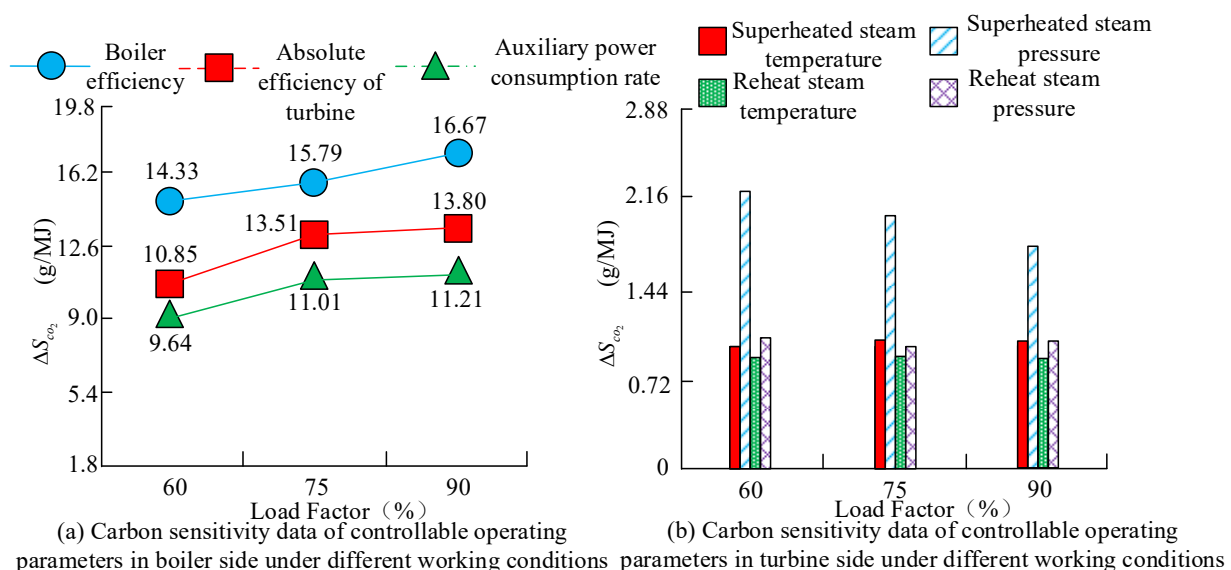 Boiler
efficiency
Absolute
efficiency of
turbine
Auxiliary power
consumption rate
19.8
16.2
12.6
9.0
5.4
1.8
ΔS_{co₂} (g/MJ)
14.33
15.79
16.67
10.85
13.51
13.80
9.64
11.01
11.21
60
75
90
Load Factor（%）
(a) Carbon sensitivity data of controllable operating
parameters in boiler side under different working conditions
Superheated steam
temperature
Superheated steam
pressure
Reheat steam
temperature
Reheat steam
pressure
2.88
2.16
1.44
0.72
0
ΔS_{co₂} (g/MJ)
60
75
90
Load Factor（%）
(b) Carbon sensitivity data of controllable operating
parameters in turbine side under different working conditions